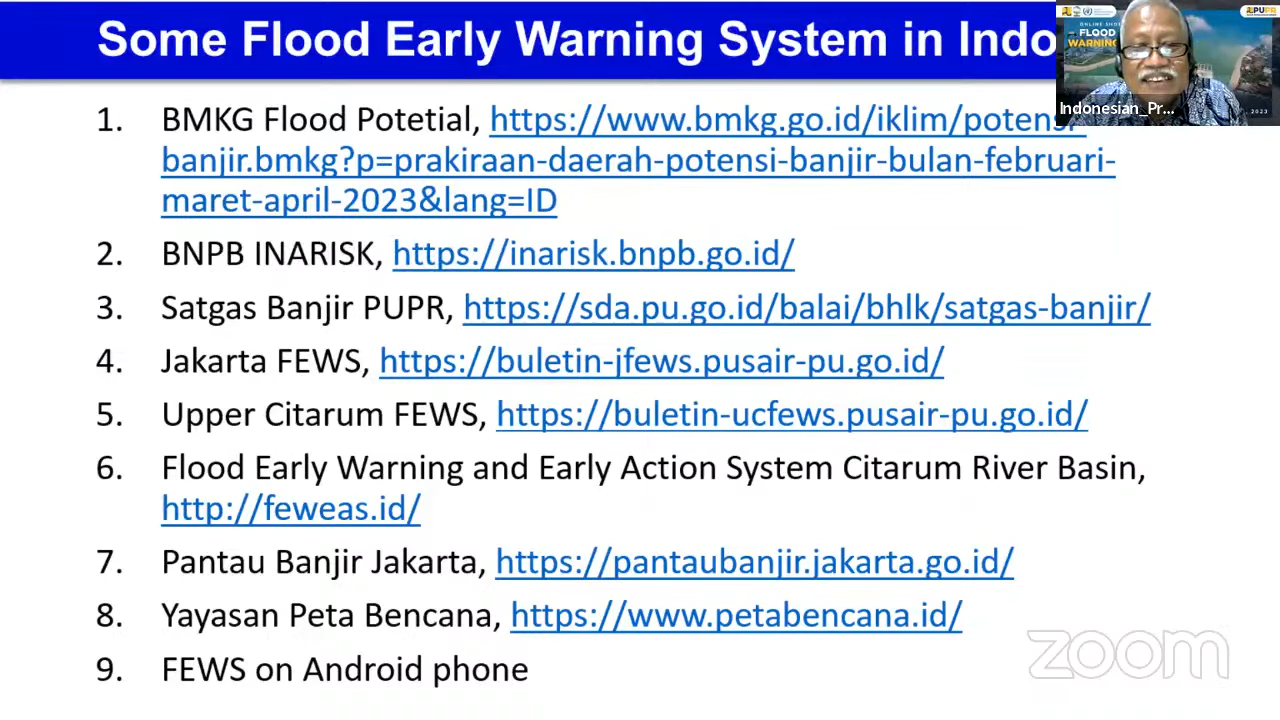 Some Flood Early Warning System in Indo
PUPR
ONLINE
FLOOD
WARNING
Indonesian_Pr...
2023
1. BMKG Flood Potetial, https://www.bmkg.go.id/iklim/potensi-
banjir.bmkg?p=prakiraan-daerah-potensi-banjir-bulan-februari-
maret-april-2023&lang=ID
2. BNPB INARISK, https://inarisk.bnpb.go.id/
3. Satgas Banjir PUPR, https://sda.pu.go.id/balai/bhlk/satgas-banjir/
4. Jakarta FEWS, https://buletin-jfews.pusair-pu.go.id/
5. Upper Citarum FEWS, https://buletin-ucfews.pusair-pu.go.id/
6. Flood Early Warning and Early Action System Citarum River Basin,
http://feweas.id/
7. Pantau Banjir Jakarta, https://pantaubanjir.jakarta.go.id/
8. Yayasan Peta Bencana, https://www.petabencana.id/
9. FEWS on Android phone
zoom